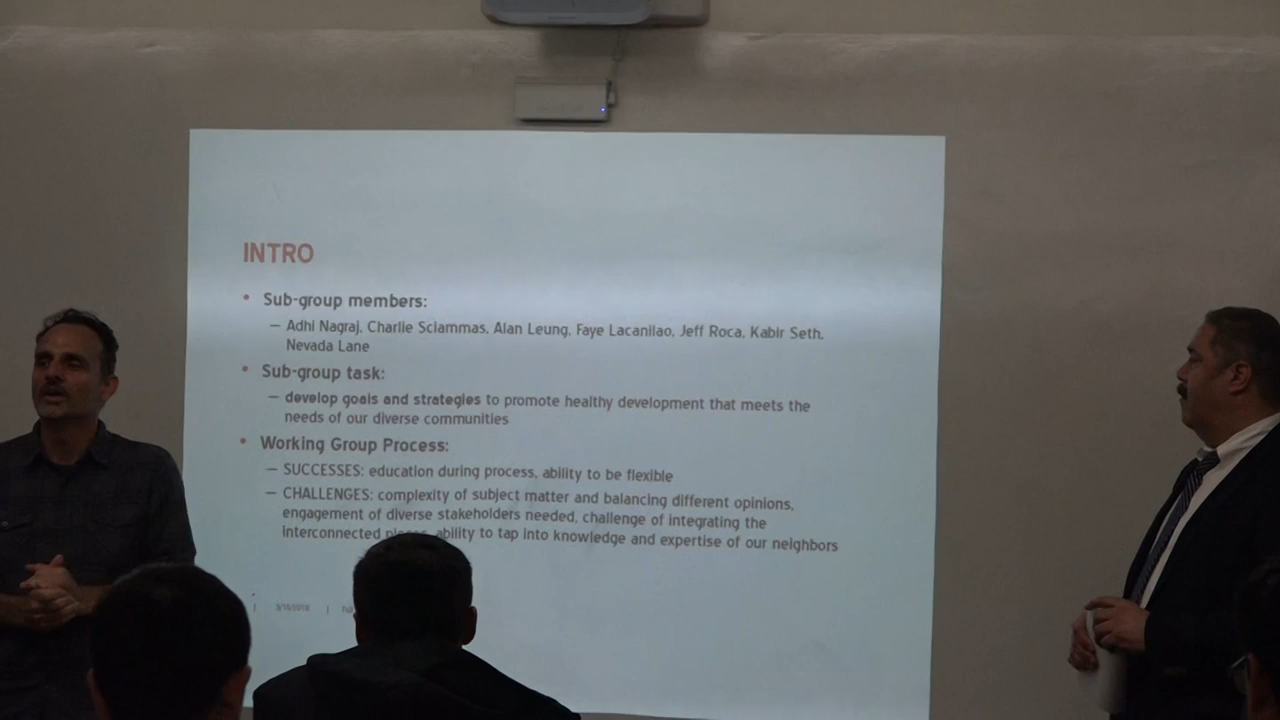 INTRO
• Sub-group members:
– Adhi Nagraj, Charlie Sciammas, Alan Leung, Faye Lacanilao, Jeff Roca, Kabir Seth,
Nevada Lane
• Sub-group task:
– develop goals and strategies to promote healthy development that meets the
needs of our diverse communities
• Working Group Process:
– SUCCESSES: education during process, ability to be flexible
– CHALLENGES: complexity of subject matter and balancing different opinions,
engagement of diverse stakeholders needed, challenge of integrating the
interconnected ability to tap into knowledge and expertise of our neighbors